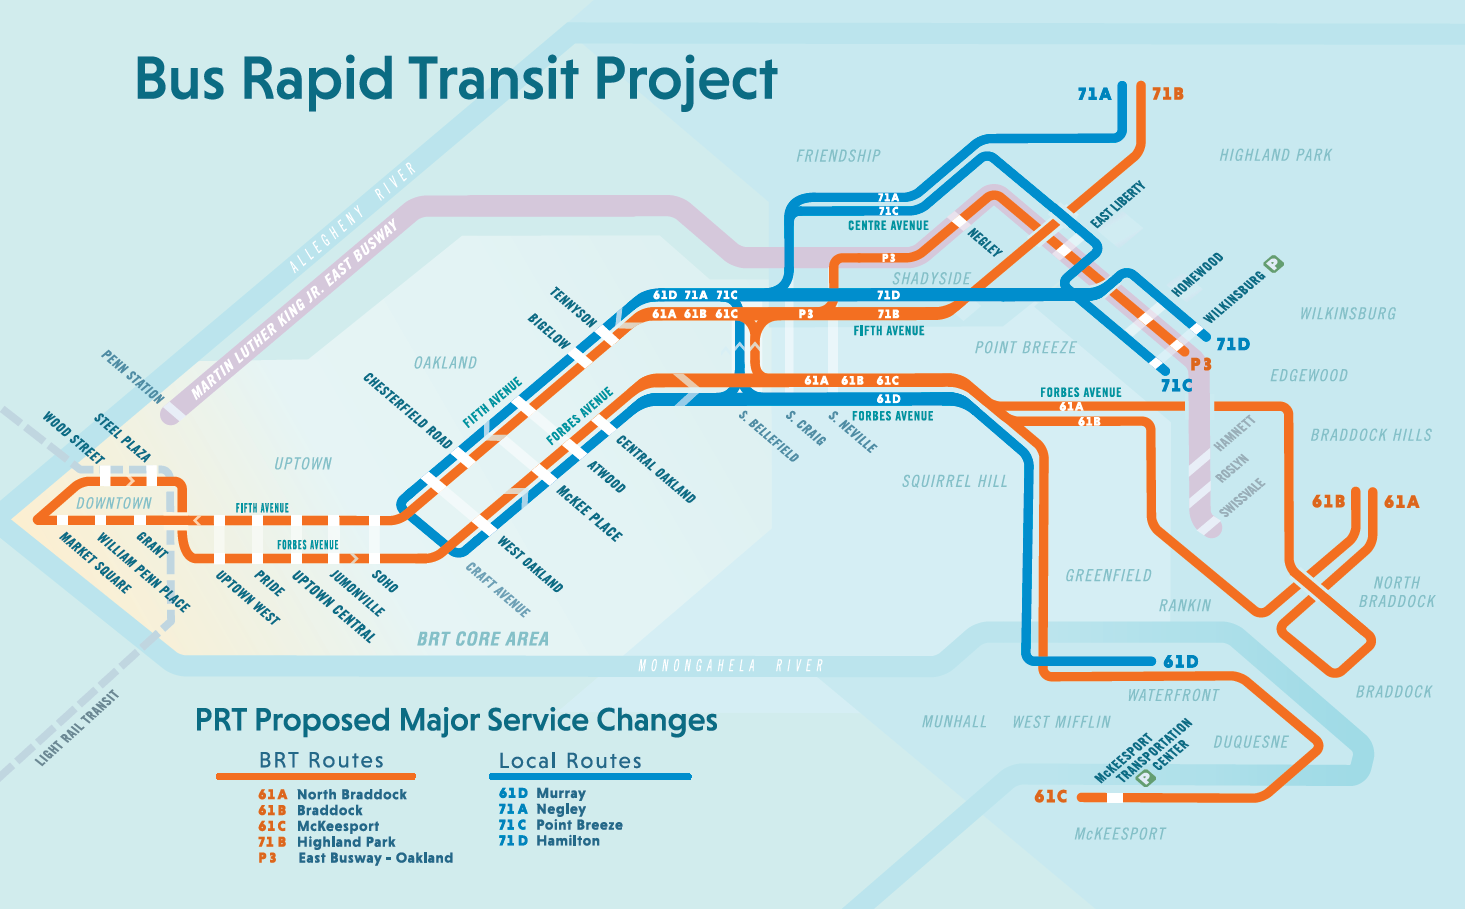 Bus Rapid Transit Project
71A
71B
FRIENDSHIP
HIGHLAND PARK
ALLEGHENY RIVER
MARTIN LUTHER KING JR. EAST BUSWAY
71A
71C
CENTRE AVENUE
EAST LIBERTY
NEGLEY
P3
SHADYSIDE
HOMEWOOD
WILKINSBURG
P
TENNYSON
BIGELOW
61D 71A 71C
71D
61A 61B 61C
P3
71B
FIFTH AVENUE
WILKINSBURG
71D
P3
71C
POINT BREEZE
EDGEWOOD
PENN STATION
OAKLAND
CHESTERFIELD ROAD
FIFTH AVENUE
FORBES AVENUE
61A 61B 61C
61D
FORBES AVENUE
FORBES AVENUE
61A
61B
S. BELLEFIELD
S. CRAIG
S. NEVILLE
HAMNETT
ROSLYN
SWISSVALE
BRADDOCK HILLS
WOOD STREET
STEEL PLAZA
UPTOWN
CENTRAL OAKLAND
ATWOOD
McKEE PLACE
SQUIRREL HILL
DOWNTOWN
FIFTH AVENUE
FORBES AVENUE
61B
61A
MARKET SQUARE
WILLIAM PENN PLACE
GRANT
UPTOWN WEST
PRIDE
UPTOWN CENTRAL
JUMONVILLE
SOHO
WEST OAKLAND
CRAFT AVENUE
GREENFIELD
RANKIN
NORTH
BRADDOCK
BRT CORE AREA
MONONGAHELA RIVER
61D
WATERFRONT
BRADDOCK
LIGHT RAIL TRANSIT
MUNHALL
WEST MIFFLIN
DUQUESNE
McKEESPORT
TRANSPORTATION
CENTER
P
61C
McKEESPORT
PRT Proposed Major Service Changes
BRT Routes
61A North Braddock
61B Braddock
61C McKeesport
71B Highland Park
P3 East Busway - Oakland
Local Routes
61D Murray
71A Negley
71C Point Breeze
71D Hamilton